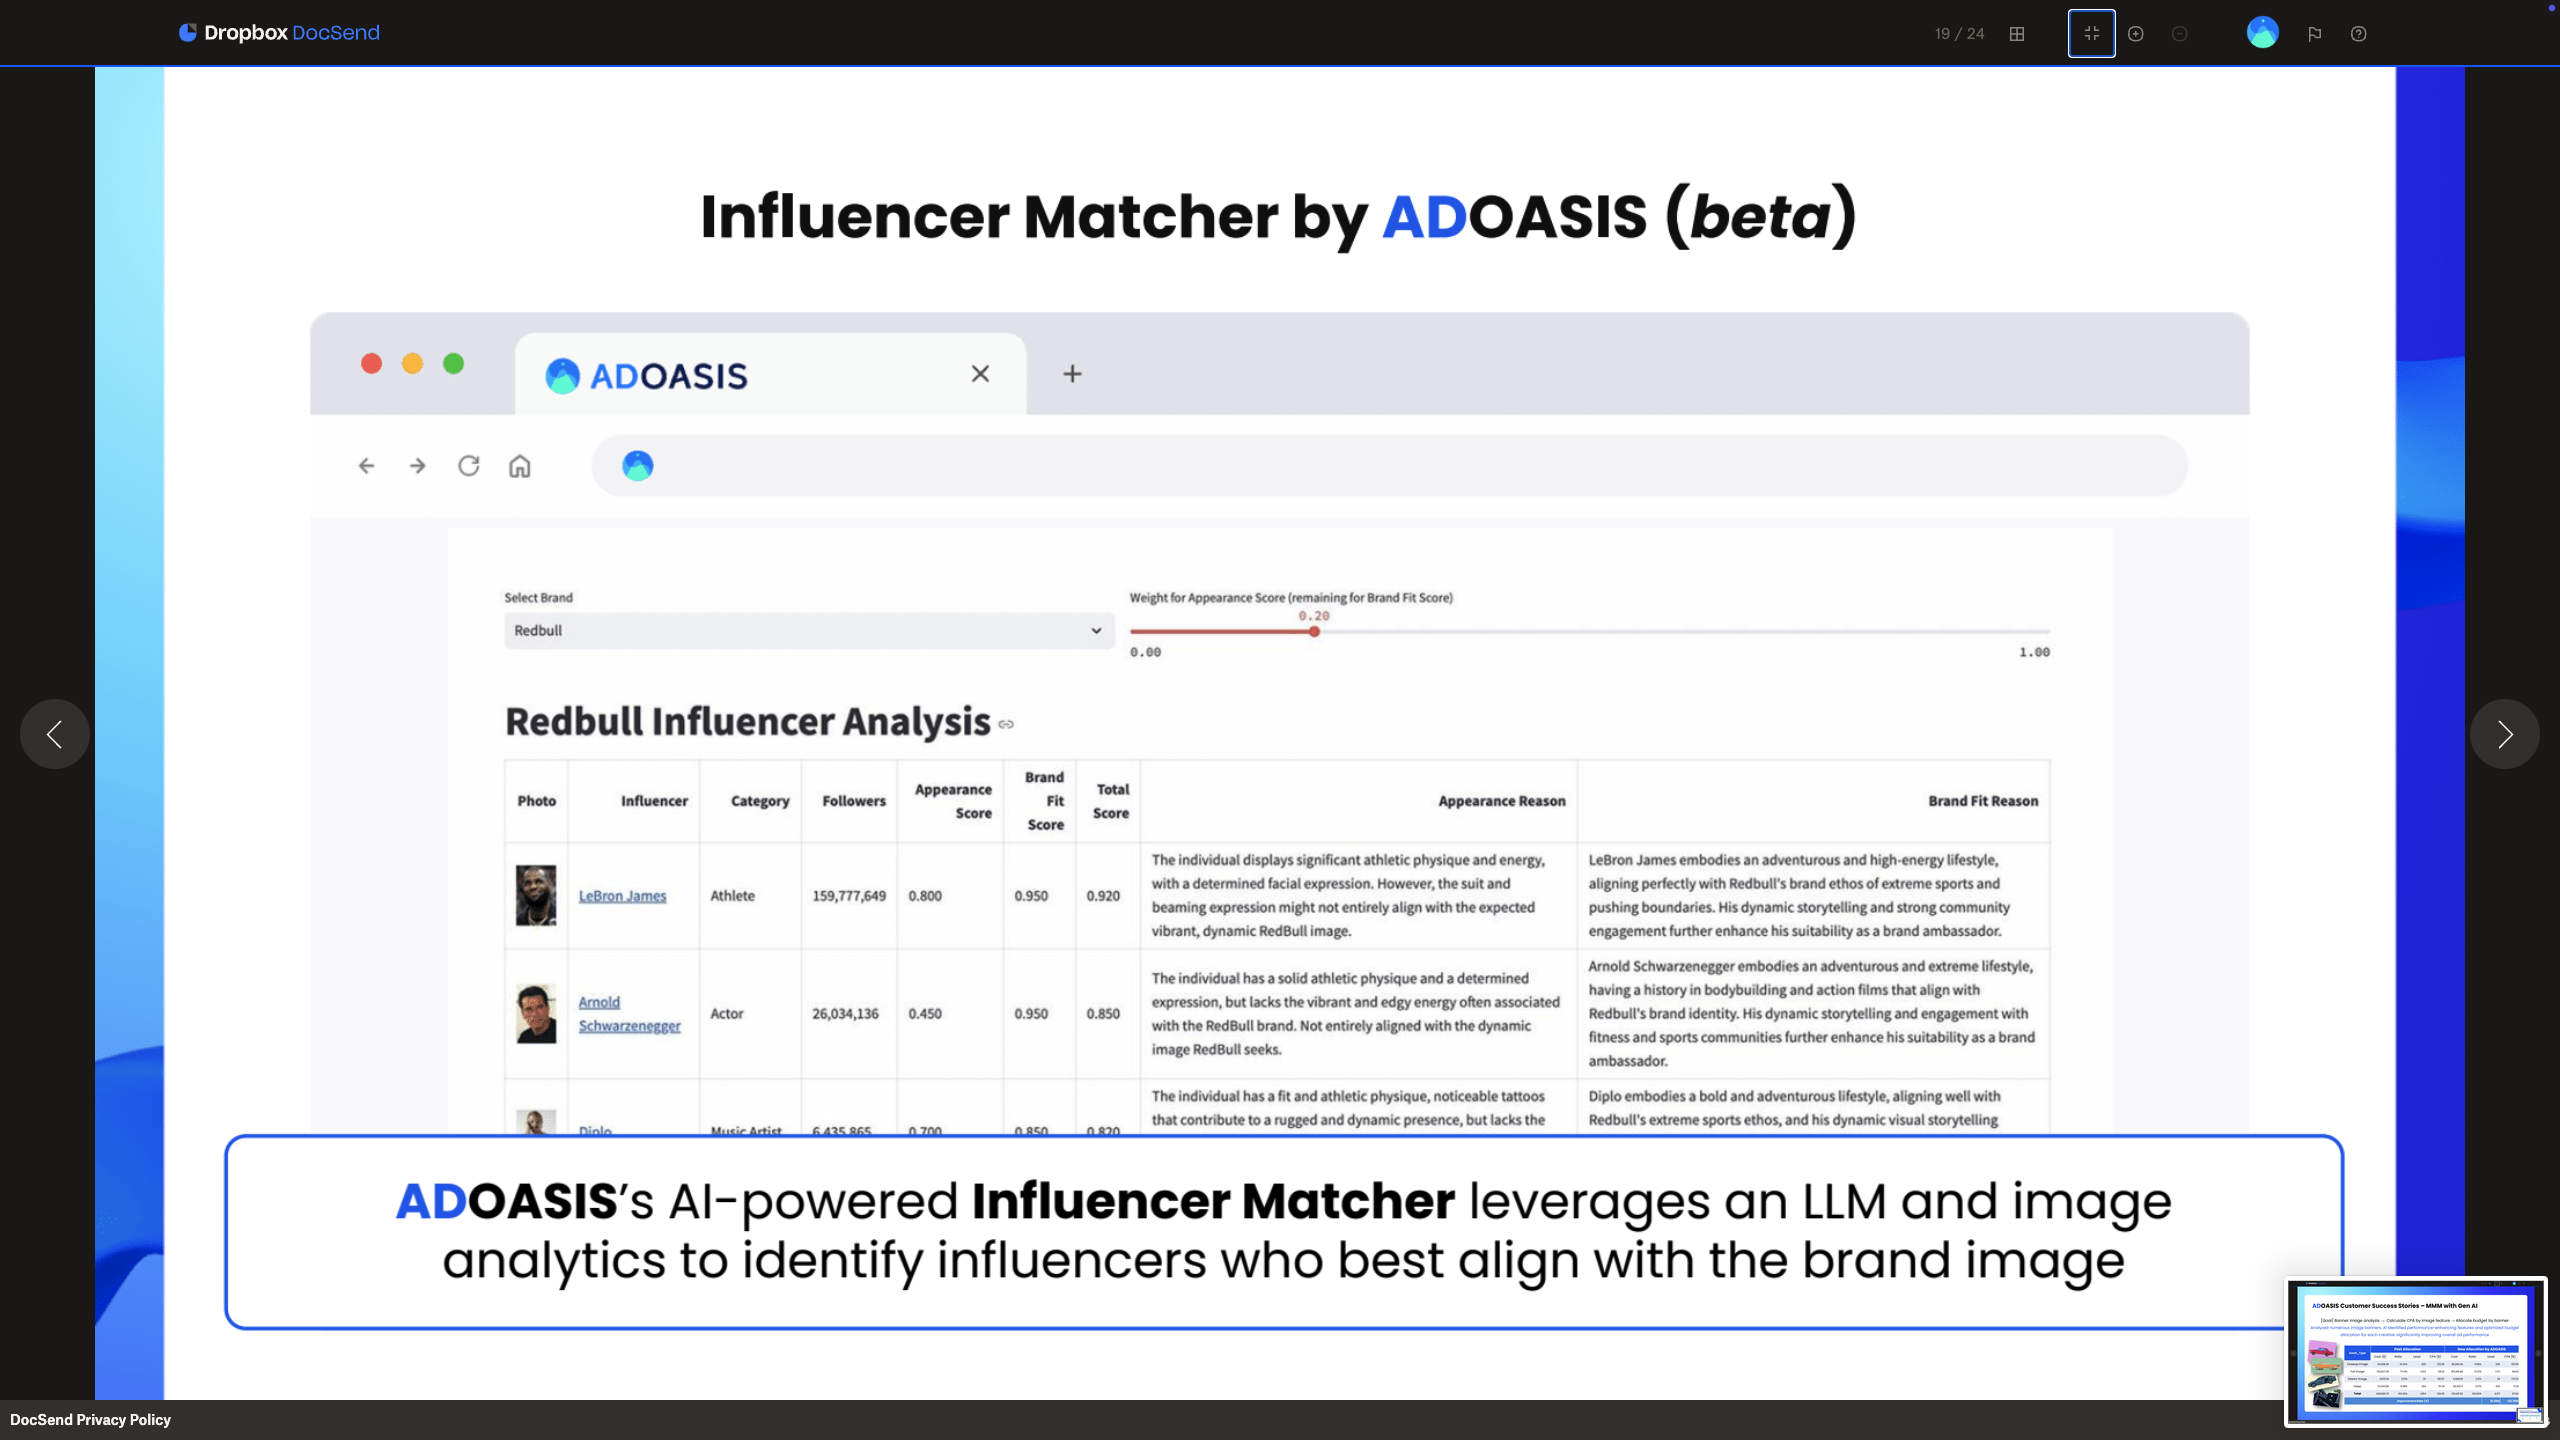 Dropbox DocSend
19 / 24
Influencer Matcher by ADOASIS (beta)
ADOASIS
Select Brand
Redbull
Weight for Appearance Score (remaining for Brand Fit Score)
0.20
0.00
1.00
Redbull Influencer Analysis
Photo
Influencer
Category
Followers
Appearance
Score
Brand
Fit
Score
Total
Score
Appearance Reason
Brand Fit Reason
LeBron James
Athlete
159,777,649
0.800
0.950
0.920
The individual displays significant athletic physique and energy,
with a determined facial expression. However, the suit and
beaming expression might not entirely align with the expected
vibrant, dynamic RedBull image.
LeBron James embodies an adventurous and high-energy lifestyle,
aligning perfectly with Redbull's brand ethos of extreme sports and
pushing boundaries. His dynamic storytelling and strong community
engagement further enhance his suitability as a brand ambassador.
Arnold
Schwarzenegger
Actor
26,034,136
0.450
0.950
0.850
The individual has a solid athletic physique and a determined
expression, but lacks the vibrant and edgy energy often associated
with the RedBull brand. Not entirely aligned with the dynamic
image RedBull seeks.
Arnold Schwarzenegger embodies an adventurous and extreme lifestyle,
having a history in bodybuilding and action films that align with
Redbull's brand identity. His dynamic storytelling and engagement with
fitness and sports communities further enhance his suitability as a brand
ambassador.
Diplo
Music Artist
6,435,865
0.700
0.850
0.820
The individual has a fit and athletic physique, noticeable tattoos
that contribute to a rugged and dynamic presence, but lacks the
Diplo embodies a bold and adventurous lifestyle, aligning well with
Redbull's extreme sports ethos, and his dynamic visual storytelling
ADOASIS's AI-powered Influencer Matcher leverages an LLM and image
analytics to identify influencers who best align with the brand image
ADOASIS Customer Success Stories – MMM with Gen AI
DocSend Privacy Policy